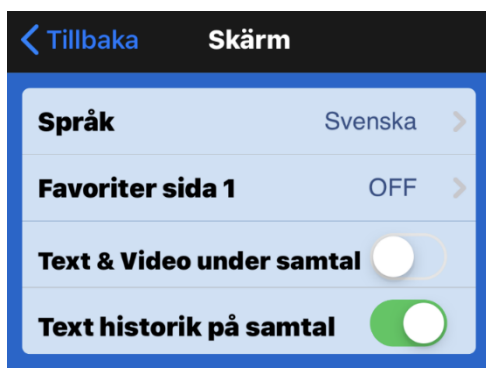 Tillbaka Skärm
Språk Svenska
Favoriter sida 1 OFF
Text & Video under samtal
Text historik på samtal